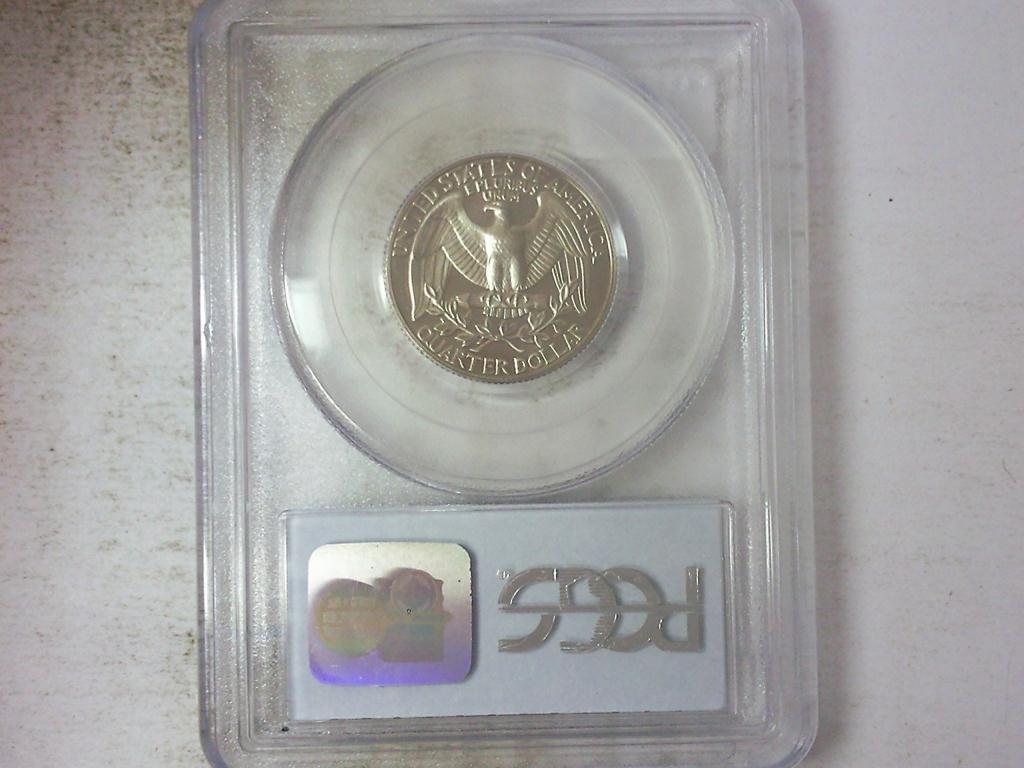 UNITED STATES OF AMERICA
E PLURIBUS
UNUM
QUARTER DOLLAR
PCGS